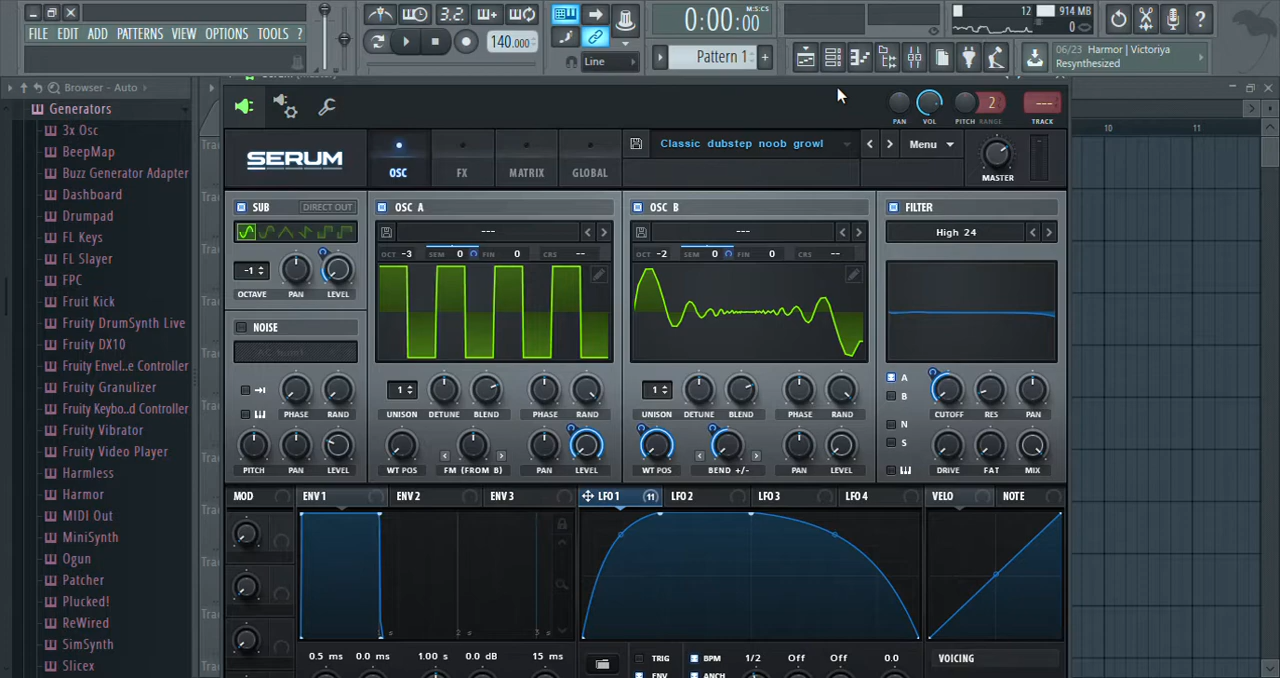 FILE EDIT ADD PATTERNS VIEW OPTIONS TOOLS ?
3.2
140.000
Line
0:00:00
M:S:CS
Pattern 1
12
914 MB
0
06/23 Harmor | Victoriya
Resynthesized
Browser - Auto
Generators
3x Osc
BeepMap
Buzz Generator Adapter
Dashboard
Drumpad
FL Keys
FL Slayer
FPC
Fruit Kick
Fruity DrumSynth Live
Fruity DX10
Fruity Envel..e Controller
Fruity Granulizer
Fruity Keybo..d Controller
Fruity Vibrator
Fruity Video Player
Harmless
Harmor
MIDI Out
MiniSynth
Ogun
Patcher
Plucked!
ReWired
SimSynth
Slicex
10 11
PAN VOL PITCH RANGE TRACK
2
---
SERUM
OSC FX MATRIX GLOBAL
Classic dubstep noob growl
Menu
MASTER
SUB DIRECT OUT
-1
OCTAVE PAN LEVEL
NOISE
PHASE RAND
PITCH PAN LEVEL
OSC A
---
OCT -3 SEM 0 FIN 0 CRS --
1
UNISON DETUNE BLEND PHASE RAND
WT POS FM (FROM B) PAN LEVEL
OSC B
---
OCT -2 SEM 0 FIN 0 CRS --
1
UNISON DETUNE BLEND PHASE RAND
WT POS BEND +/- PAN LEVEL
FILTER
High 24
A
B
N
S
CUTOFF RES PAN
DRIVE FAT MIX
MOD ENV 1 ENV 2 ENV 3 LFO 1 11 LFO 2 LFO 3 LFO 4 VELO NOTE
1 s 2 s 3 s
0.5 ms 0.0 ms 1.00 s 0.0 dB 15 ms
TRIG BPM 1/2 Off Off 0.0
ENV ANCH
VOICING